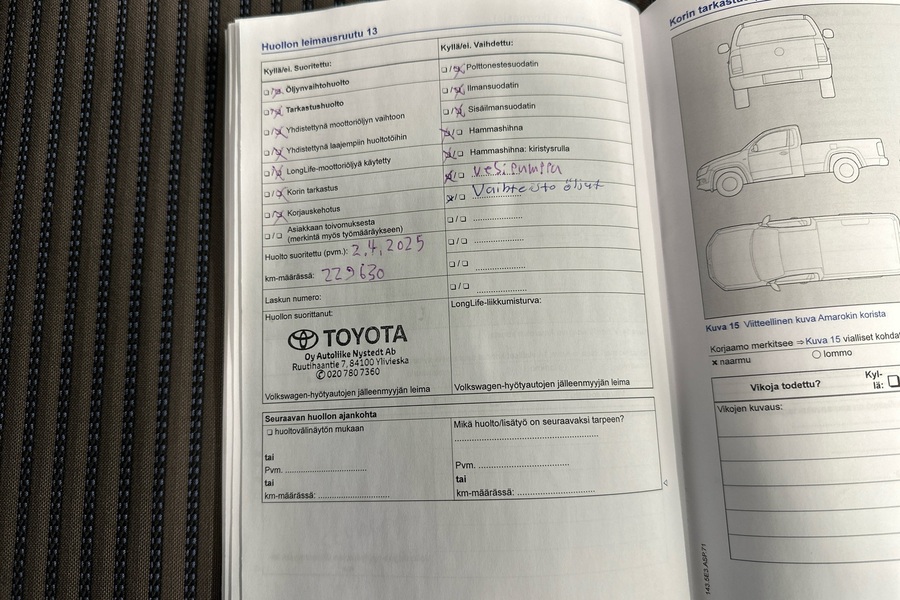 Huollon leimausruutu 13
Kyllä/ei. Suoritettu:
Öljynvaihtohuolto
Tarkastushuolto
Yhdistettynä moottoriöljyn vaihtoon
Yhdistettynä laajempiin huoltotöihin
LongLife-moottoriöljyä käytetty
Korin tarkastus
Korjauskehotus
Asiakkaan toivomuksesta
(merkintä myös työmääräykseen)
Huolto suoritettu (pvm.): 2.4.2025
km-määrässä: 229630
Laskun numero:
Huollon suorittanut:
TOYOTA
Oy Autoliike Nystedt Ab
Ruutihaantie 7, 84100 Ylivieska
✆ 020 780 7360
Volkswagen-hyötyautojen jälleenmyyjän leima
Kyllä/ei. Vaihdettu:
Polttonestesuodatin
Ilmansuodatin
Sisäilmansuodatin
Hammashihna
Hammashihna: kiristysrulla
vesipumppu
Vaihteisto öljyt
LongLife-liikkumisturva:
Volkswagen-hyötyautojen jälleenmyyjän leima
Seuraavan huollon ajankohta
huoltovälinäytön mukaan
tai
Pvm.
tai
km-määrässä:
Mikä huolto/lisätyö on seuraavaksi tarpeen?
Pvm.
tai
km-määrässä:
Korin
Kuva 15 Viitteellinen kuva Amarokin korista
Korjaamo merkitsee ⇒ Kuva 15 vialliset
× naarmu
○ lommo
Vikoja todettu?
Kyl-
lä:
Vikojen kuvaus: